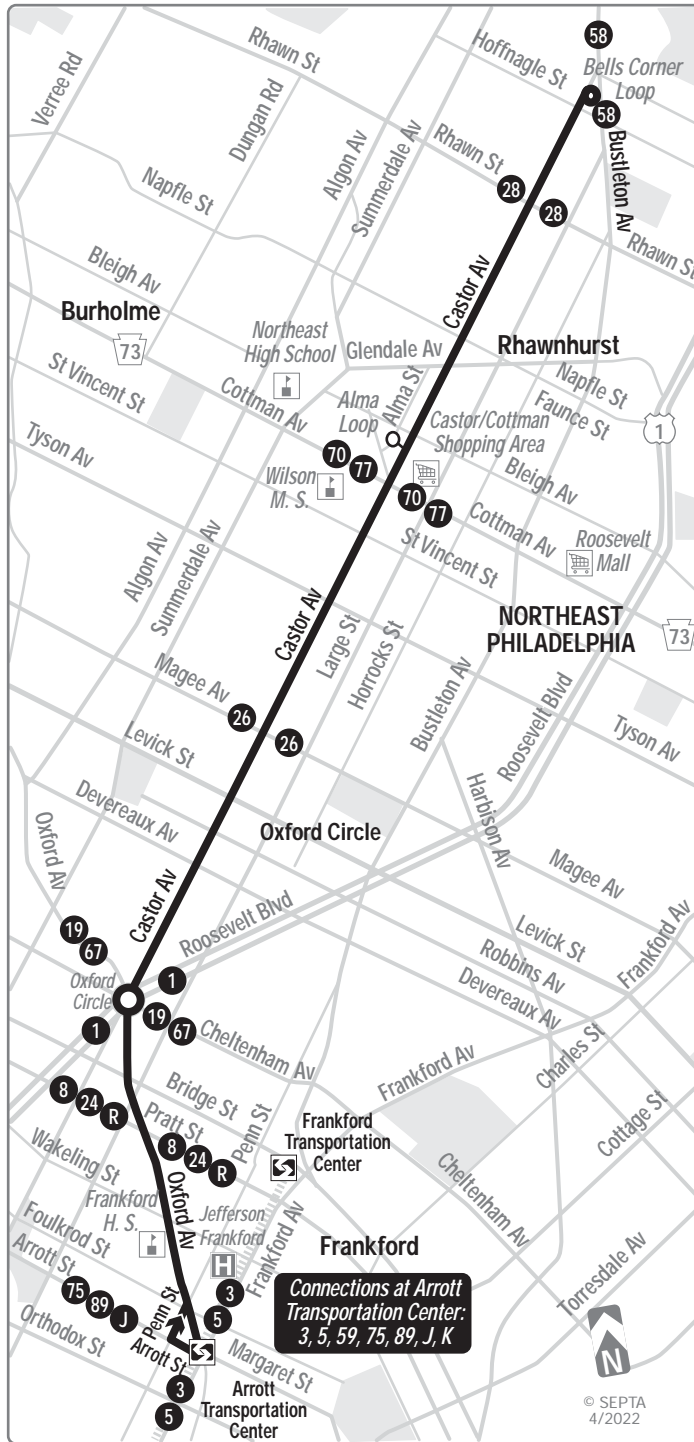 58
Hoffnagle St
Rhawn St
Bells Corner
Loop
Verree Rd
Dungan Rd
Algon Av
Summerdale Av
58
Bustleton Av
Rhawn St
28
28
Napfle St
Rhawn St
Bleigh Av
Castor Av
Burholme
Northeast
High School
Glendale Av
Rhawnhurst
73
St Vincent St
Cottman Av
Alma
Loop
Alma St
Napfle St
Faunce St
1
Castor/Cottman
Shopping Area
Tyson Av
70
77
Wilson
M. S.
Bleigh Av
70
77
Cottman Av
Roosevelt
Mall
St Vincent St
Algon Av
Summerdale Av
Castor Av
Large St
Horrocks St
NORTHEAST
PHILADELPHIA
73
Magee Av
Bustleton Av
Roosevelt Blvd
26
26
Tyson Av
Levick St
Devereaux Av
Harbison Av
Oxford Circle
Oxford Av
Castor Av
Magee Av
Roosevelt Blvd
Levick St
Frankford Av
19
67
Robbins Av
Oxford
Circle
1
Devereaux Av
1
19
67
Cheltenham Av
Charles St
Frankford Av
Bridge St
Pratt St
Penn St
8
24
R
Cottage St
Frankford
Transportation
Center
8
24
R
Wakeling St
Oxford Av
Cheltenham Av
Frankford
H. S.
Jefferson
Frankford
Foulkrod St
H
Frankford Av
Frankford
Torresdale Av
Arrott St
3
5
Connections at Arrott
Transportation Center:
3, 5, 59, 75, 89, J, K
75
89
J
Penn St
Arrott St
Orthodox St
Margaret St
N
3
5
Arrott
Transportation
Center
© SEPTA
4/2022